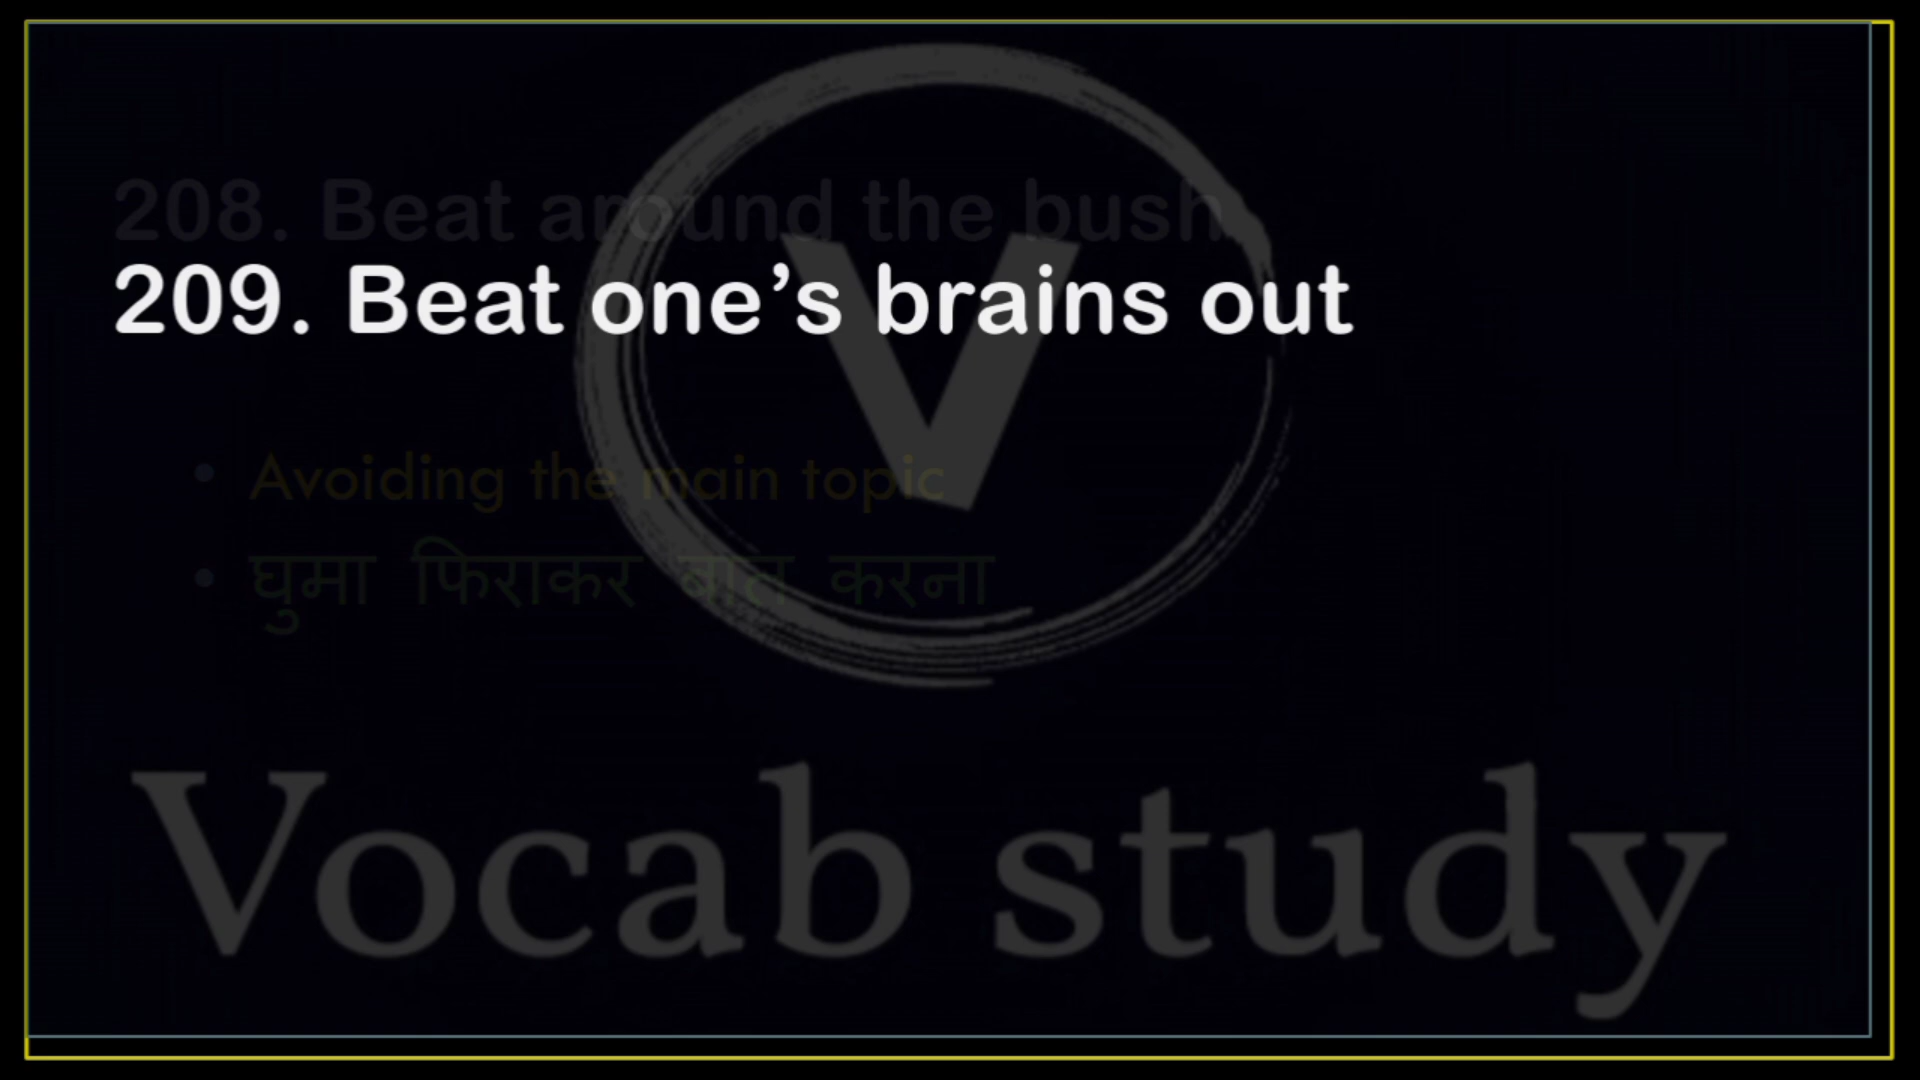 208. Beat around the bush
209. Beat one’s brains out
V
• Avoiding the main topic
• घुमा फिराकर बात करना
Vocab study